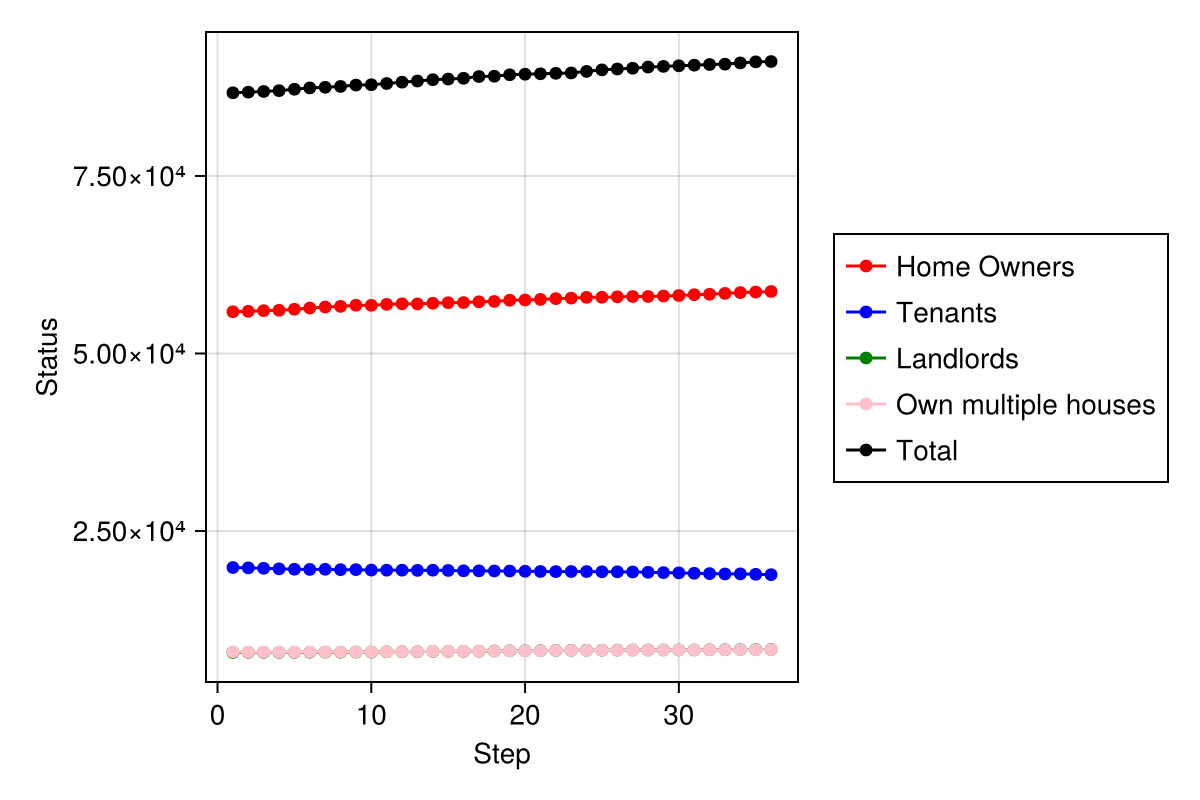 7.50×10⁴
5.00×10⁴
2.50×10⁴
Status
0 10 20 30
Step
Home Owners
Tenants
Landlords
Own multiple houses
Total